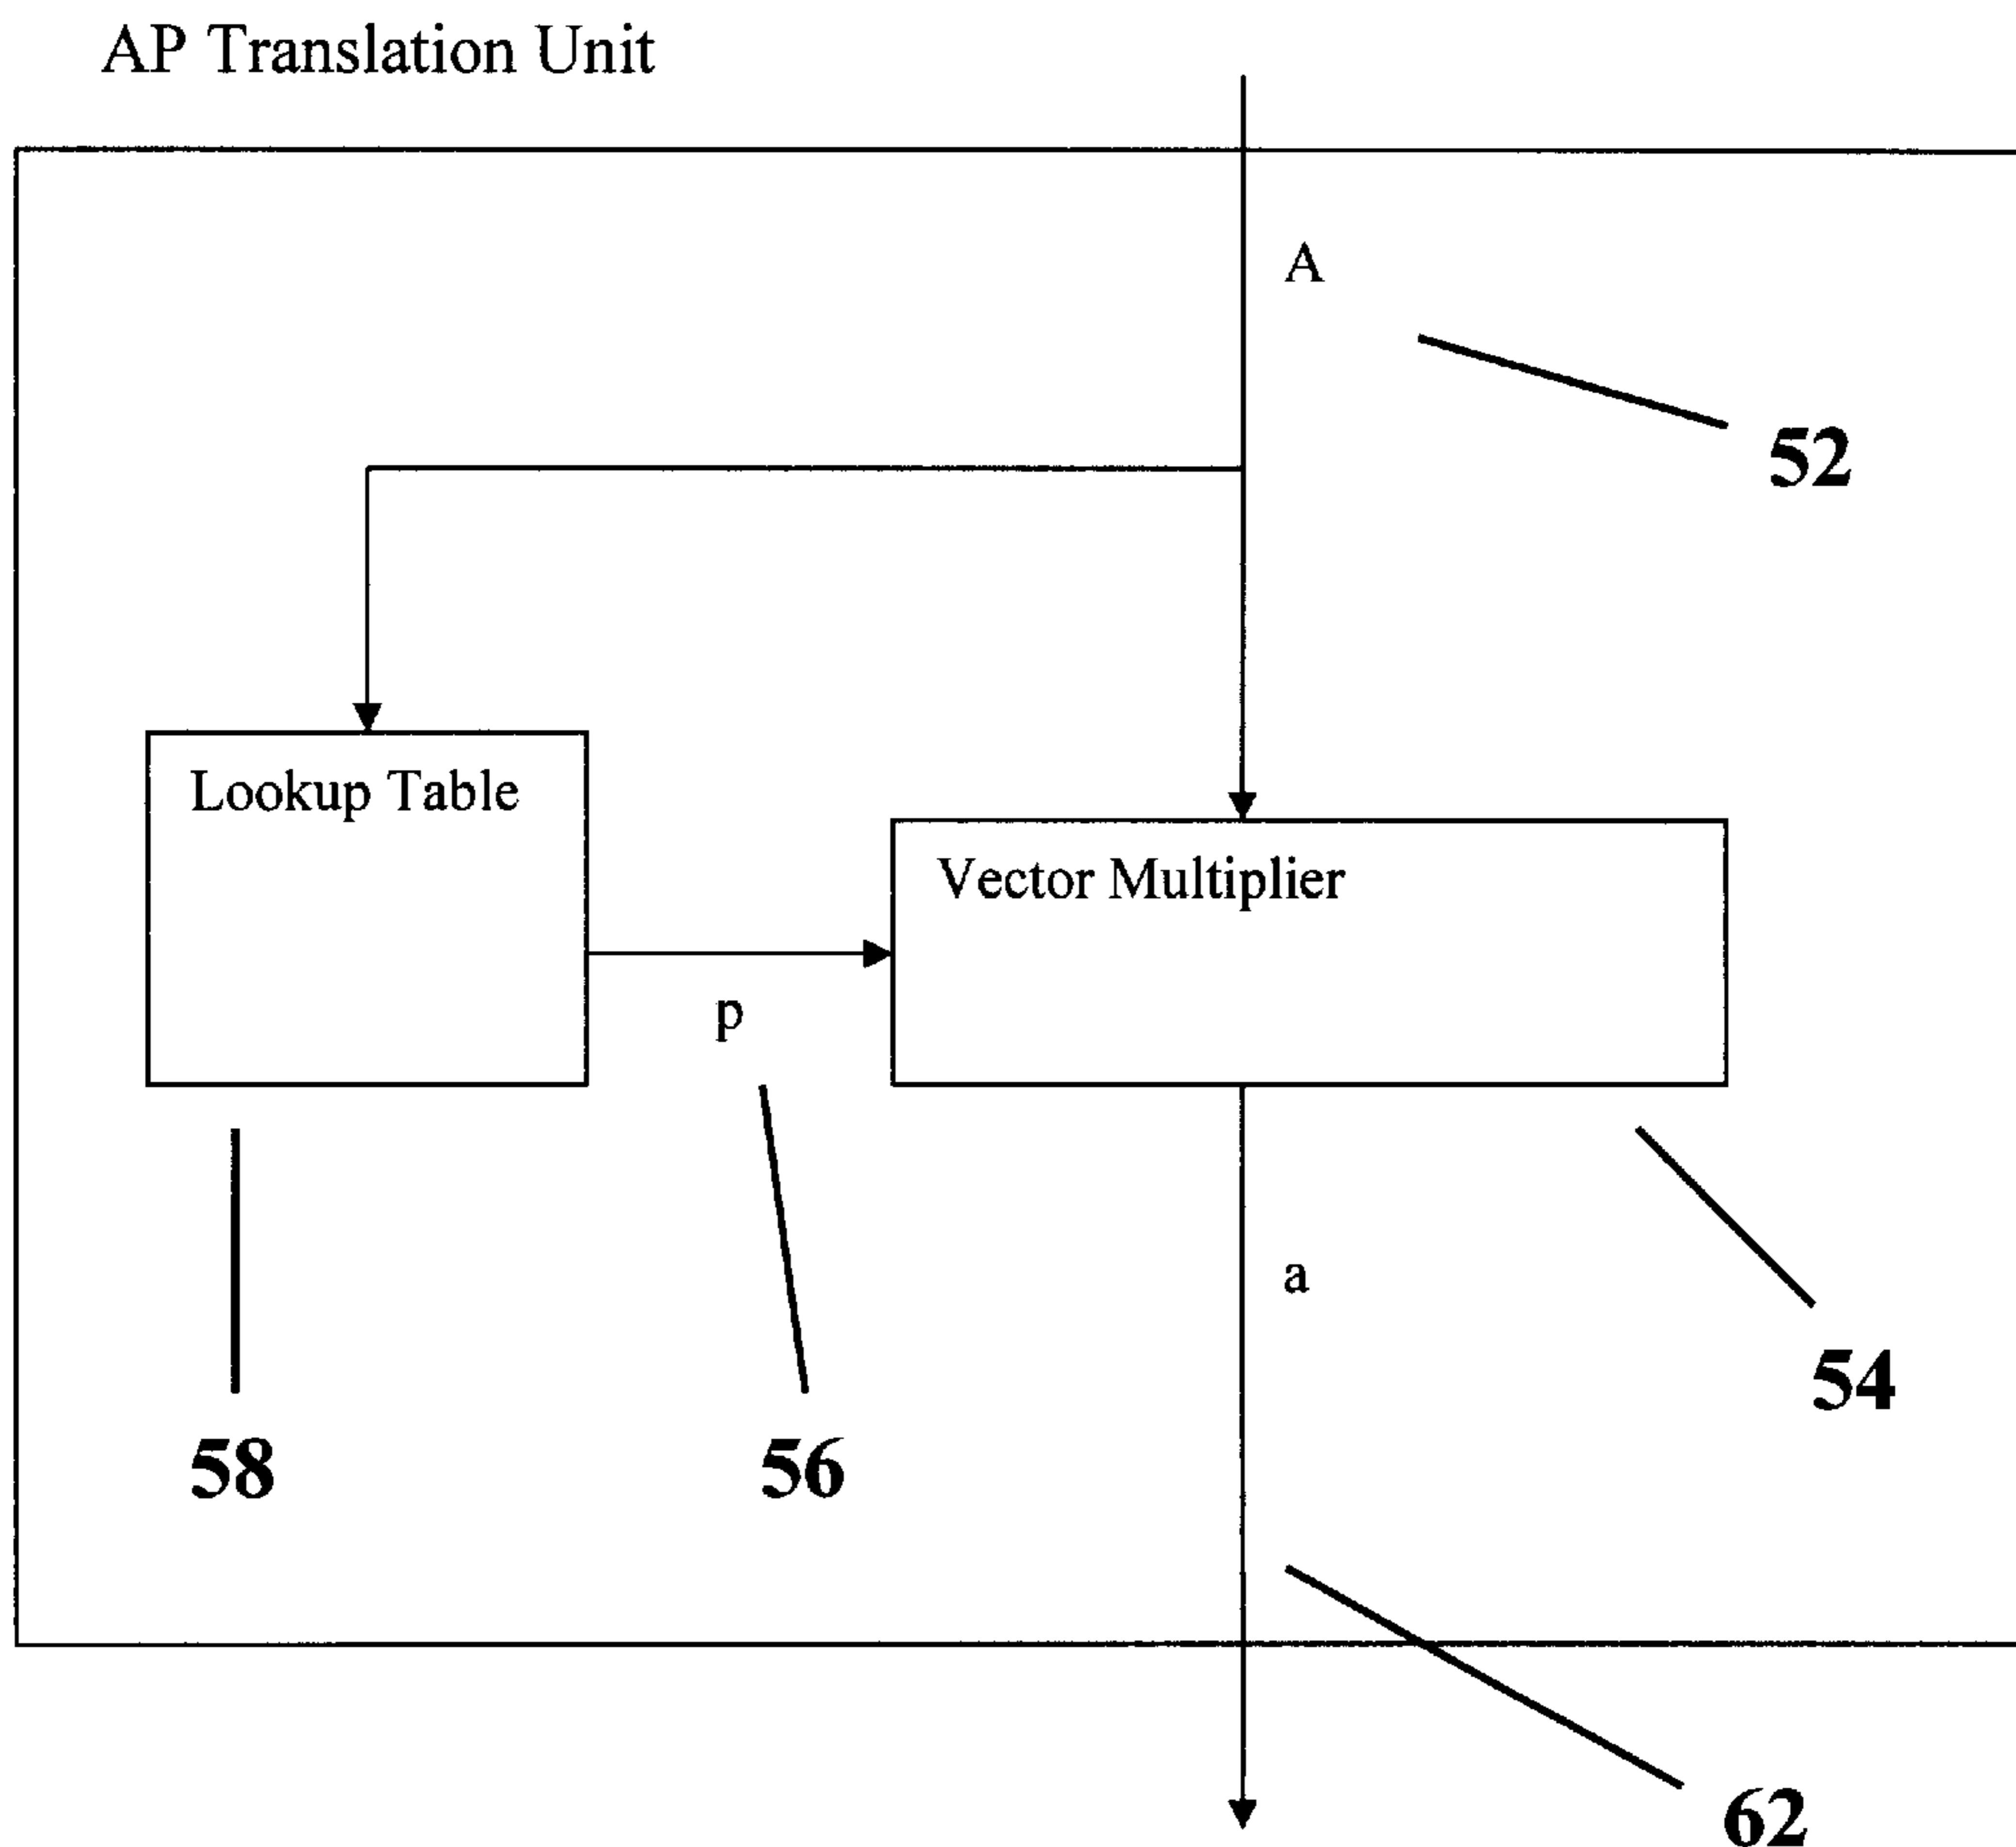 AP Translation Unit
A
52
Lookup Table
Vector Multiplier
p
a
54
58
56
62